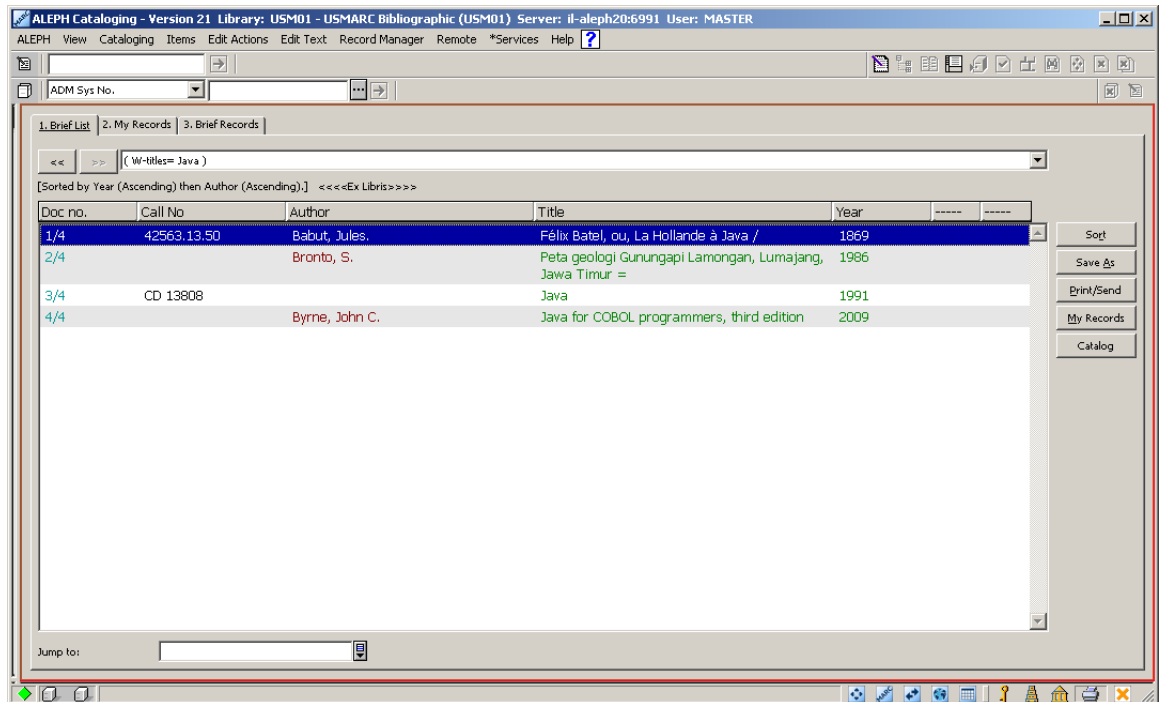 ALEPH Cataloging - Version 21 Library: USM01 - USMARC Bibliographic (USM01) Server: il-aleph20:6991 User: MASTER
ALEPH View Cataloging Items Edit Actions Edit Text Record Manager Remote *Services Help ?
ADM Sys No. ...
1. Brief List 2. My Records 3. Brief Records
<< >> ( W-titles= Java )
[Sorted by Year (Ascending) then Author (Ascending).] <<<<Ex Libris>>>>
Doc no. Call No Author Title Year ----- -----
1/4 42563.13.50 Babut, Jules. Félix Batel, ou, La Hollande à Java / 1869
2/4 Bronto, S. Peta geologi Gunungapi Lamongan, Lumajang, 1986
Jawa Timur =
3/4 CD 13808 Java 1991
4/4 Byrne, John C. Java for COBOL programmers, third edition 2009
Sort
Save As
Print/Send
My Records
Catalog
Jump to: